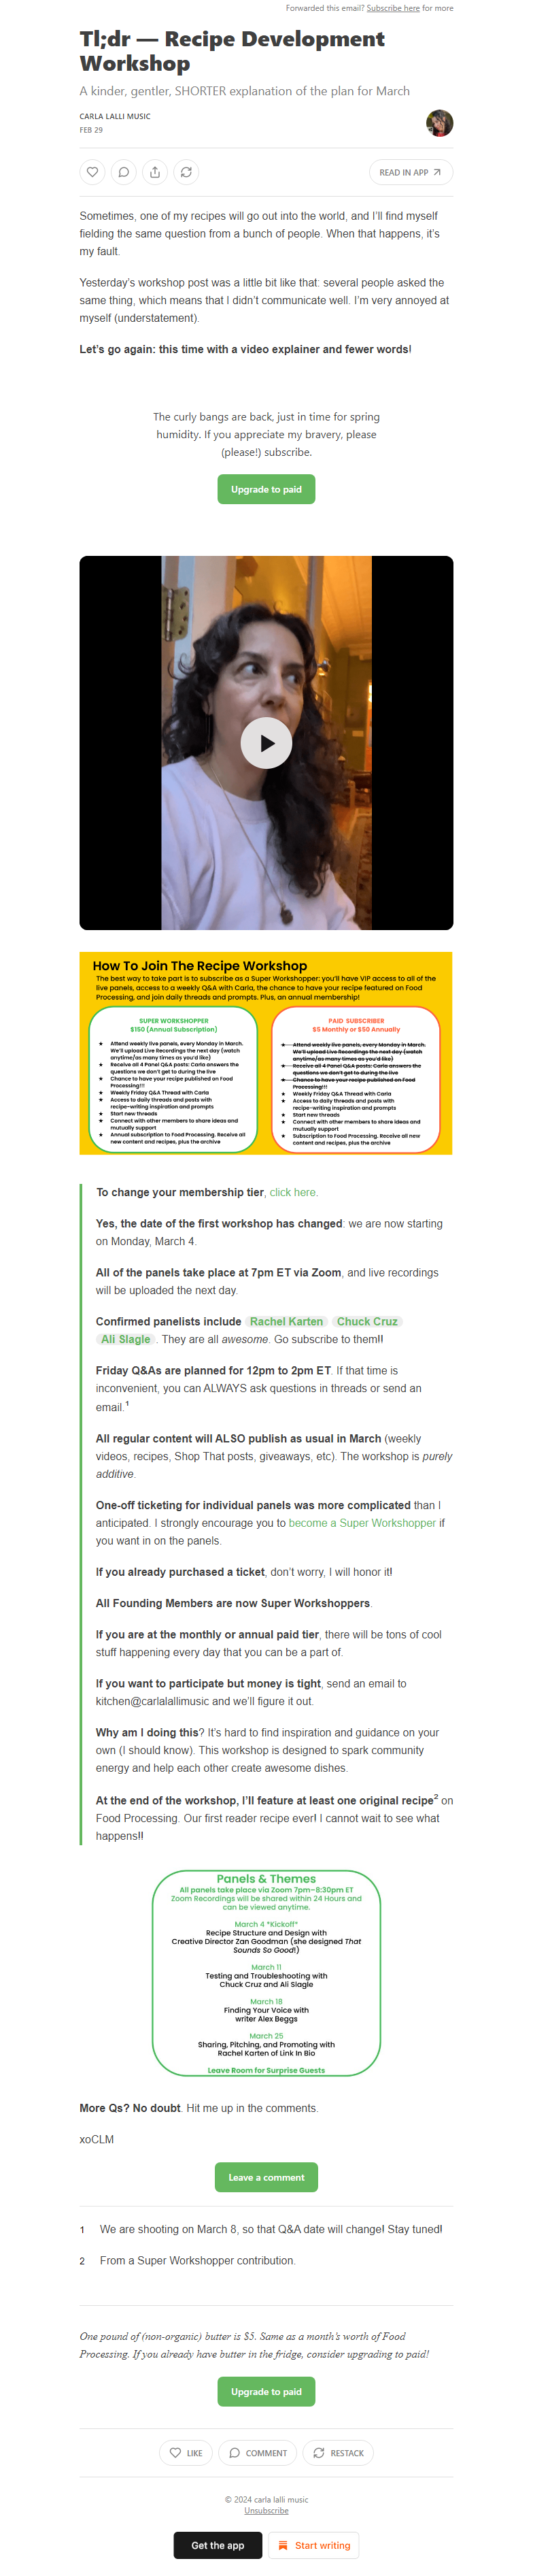 Forwarded this email? Subscribe here for more
Tl;dr — Recipe Development
Workshop
A kinder, gentler, SHORTER explanation of the plan for March
CARLA LALLI MUSIC
FEB 29
READ IN APP
Sometimes, one of my recipes will go out into the world, and I'll find myself
fielding the same question from a bunch of people. When that happens, it's
my fault.
Yesterday's workshop post was a little bit like that: several people asked the
same thing, which means that I didn't communicate well. I'm very annoyed at
myself (understatement).
Let's go again: this time with a video explainer and fewer words!
The curly bangs are back, just in time for spring
humidity. If you appreciate my bravery, please
(please!) subscribe.
Upgrade to paid
How To Join The Recipe Workshop
The best way to take part is to subscribe as a Super Workshopper: you'll have VIP access to all of the
live panels, access to a weekly Q&A with Carla, the chance to have your recipe featured on Food
Processing, and join daily threads and prompts. Plus, an annual membership!
SUPER WORKSHOPPER
$150 (Annual Subscription)
★ Attend weekly live panels, every Monday in March.
We'll upload Live Recordings the next day (watch
anytime/as many times as you'd like)
★ Receive all 4 Panel Q&A posts: Carla answers the
questions we don't get to during the live
★ Chance to have your recipe published on Food
Processing!!!
★ Weekly Friday Q&A Thread with Carla
★ Access to daily threads and posts with
recipe-writing inspiration and prompts
★ Start new threads
★ Connect with other members to share ideas and
mutually support
★ Annual subscription to Food Processing. Receive all
new content and recipes, plus the archive
PAID SUBSCRIBER
$5 Monthly or $50 Annually
★ Attend weekly live panels, every Monday in March.
We'll upload Live Recordings the next day (watch
anytime/as many times as you'd like)
★ Receive all 4 Panel Q&A posts: Carla answers the
questions we don't get to during the live
★ Chance to have your recipe published on Food
Processing!!!
★ Weekly Friday Q&A Thread with Carla
★ Access to daily threads and posts with
recipe-writing inspiration and prompts
★ Start new threads
★ Connect with other members to share ideas and
mutually support
★ Subscription to Food Processing. Receive all new
content and recipes, plus the archive
To change your membership tier, click here.
Yes, the date of the first workshop has changed: we are now starting
on Monday, March 4.
All of the panels take place at 7pm ET via Zoom, and live recordings
will be uploaded the next day.
Confirmed panelists include Rachel Karten Chuck Cruz
Ali Slagle . They are all awesome. Go subscribe to them!!
Friday Q&As are planned for 12pm to 2pm ET. If that time is
inconvenient, you can ALWAYS ask questions in threads or send an
email.1
All regular content will ALSO publish as usual in March (weekly
videos, recipes, Shop That posts, giveaways, etc). The workshop is purely
additive.
One-off ticketing for individual panels was more complicated than I
anticipated. I strongly encourage you to become a Super Workshopper if
you want in on the panels.
If you already purchased a ticket, don't worry, I will honor it!
All Founding Members are now Super Workshoppers.
If you are at the monthly or annual paid tier, there will be tons of cool
stuff happening every day that you can be a part of.
If you want to participate but money is tight, send an email to
kitchen@carlalallimusic and we'll figure it out.
Why am I doing this? It's hard to find inspiration and guidance on your
own (I should know). This workshop is designed to spark community
energy and help each other create awesome dishes.
At the end of the workshop, I'll feature at least one original recipe2 on
Food Processing. Our first reader recipe ever! I cannot wait to see what
happens!!
Panels & Themes
All panels take place via Zoom 7pm–8:30pm ET
Zoom Recordings will be shared within 24 Hours and
can be viewed anytime.
March 4 *Kickoff*
Recipe Structure and Design with
Creative Director Zan Goodman (she designed That
Sounds So Good!)
March 11
Testing and Troubleshooting with
Chuck Cruz and Ali Slagle
March 18
Finding Your Voice with
writer Alex Beggs
March 25
Sharing, Pitching, and Promoting with
Rachel Karten of Link In Bio
Leave Room for Surprise Guests
More Qs? No doubt. Hit me up in the comments.
xoCLM
Leave a comment
1 We are shooting on March 8, so that Q&A date will change! Stay tuned!
2 From a Super Workshopper contribution.
One pound of (non-organic) butter is $5. Same as a month's worth of Food
Processing. If you already have butter in the fridge, consider upgrading to paid!
Upgrade to paid
LIKE COMMENT RESTACK
© 2024 carla lalli music
Unsubscribe
Get the app Start writing